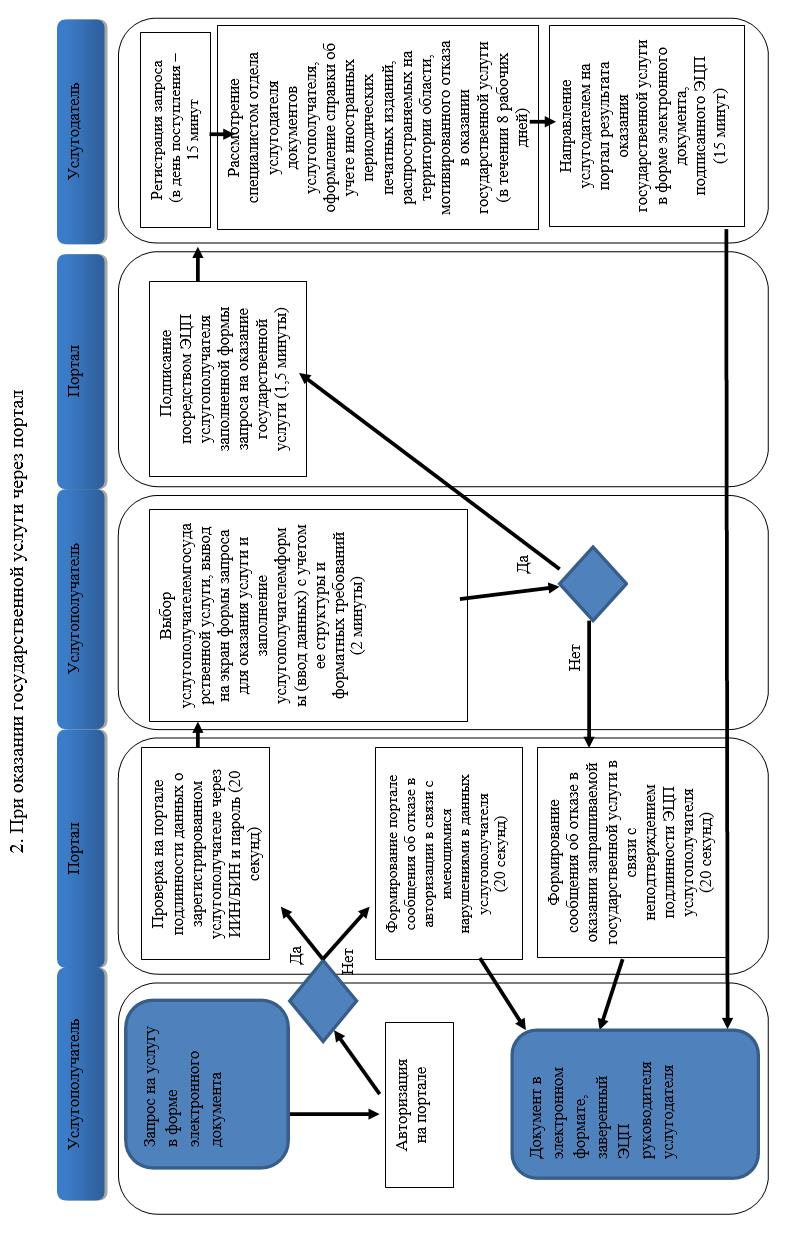 2. При оказании государственной услуги через портал
Услугополучатель
Портал
Услугополучатель
Портал
Услугодатель
Запрос на услугу
в форме
электронного
документа
Авторизация
на портале
Документ в
электронном
формате,
заверенный
ЭЦП
руководителя
услугодателя
Да
Нет
Проверка на портале
подлинности данных о
зарегистрированном
услугополучателе через
ИИН/БИН и пароль (20
секунд)
Формирование портале
сообщения об отказе в
авторизации в связи с
имеющимися
нарушениями в данных
услугополучателя
(20 секунд)
Формирование
сообщения об отказе в
оказании запрашиваемой
государственной услуги в
связи с
неподтверждением
подлинности ЭЦП
услугополучателя
(20 секунд)
Выбор
услугополучателемгосуда
рственной услуги, вывод
на экран формы запроса
для оказания услуги и
заполнение
услугополучателемформ
ы (ввод данных) с учетом
ее структуры и
форматных требований
(2 минуты)
Да
Нет
Подписание
посредством ЭЦП
услугополучателя
заполненной формы
запроса на оказание
государственной
услуги (1,5 минуты)
Регистрация запроса
(в день поступления –
15 минут
Рассмотрение
специалистом отдела
услугодателя
документов
услугополучателя,
оформление справки об
учете иностранных
периодических
печатных изданий,
распространяемых на
территории области,
мотивированного отказа
в оказании
государственной услуги
(в течении 8 рабочих
дней)
Направление
услугодателем на
портал результата
оказания
государственной услуги
в форме электронного
документа,
подписанного ЭЦП
(15 минут)